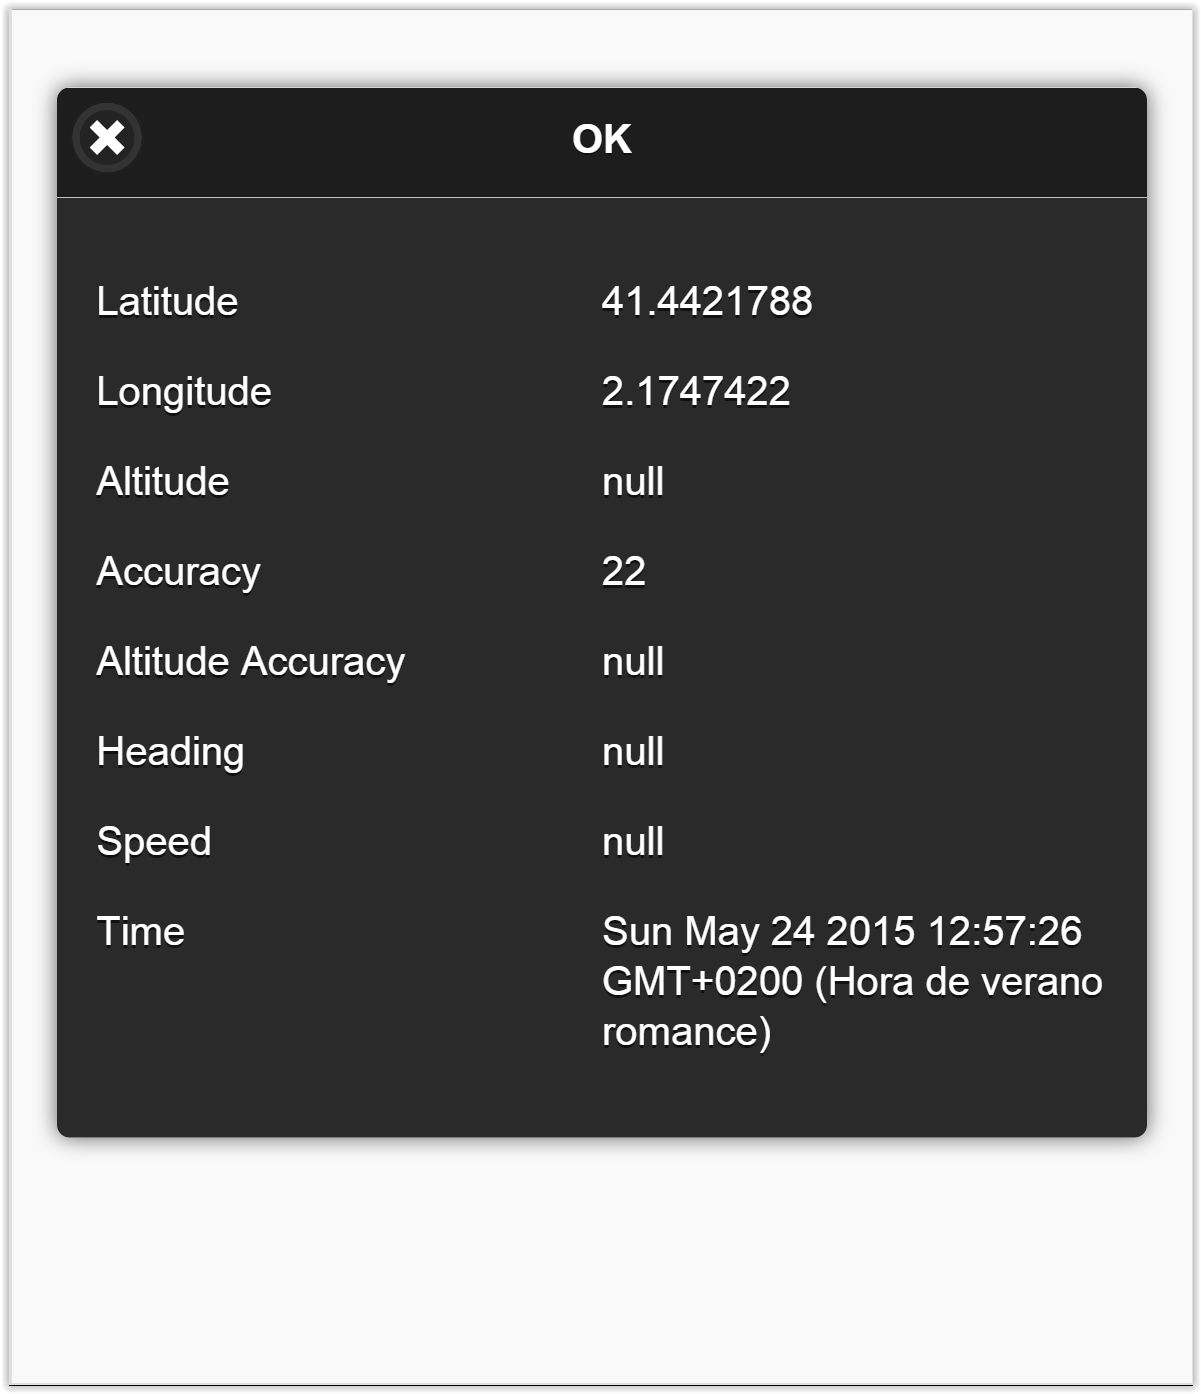 OK
Latitude 41.4421788
Longitude 2.1747422
Altitude null
Accuracy 22
Altitude Accuracy null
Heading null
Speed null
Time Sun May 24 2015 12:57:26
GMT+0200 (Hora de verano
romance)